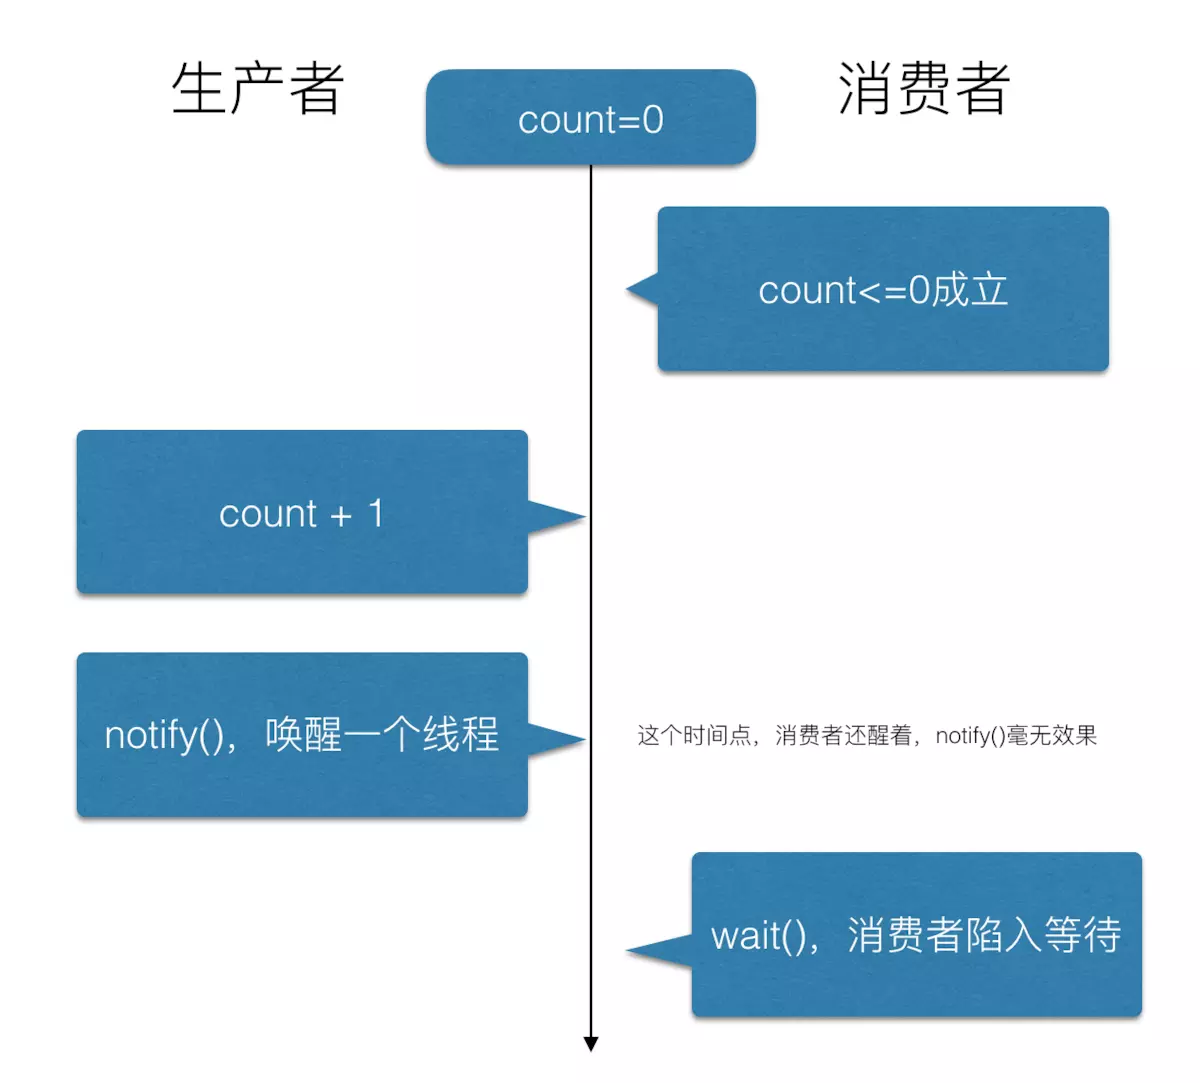 生产者
count=0
消费者
count<=0成立
count + 1
notify()，唤醒一个线程
这个时间点，消费者还醒着，notify()毫无效果
wait()，消费者陷入等待